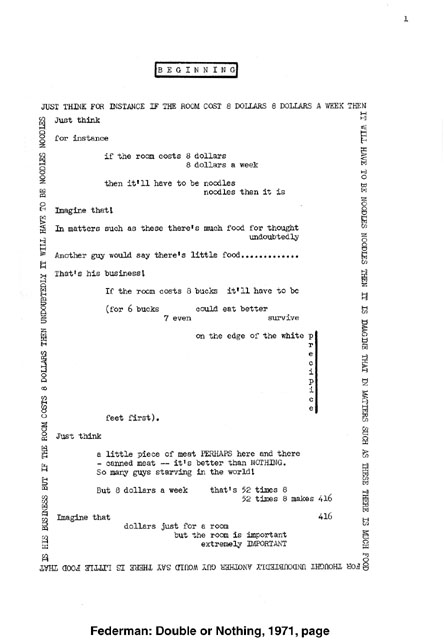 1
BEGINNING
JUST THINK FOR INSTANCE IF THE ROOM COST 8 DOLLARS 8 DOLLARS A WEEK THEN
IT WILL HAVE TO BE NOODLES NOODLES THEN IT IS IMAGINE THAT IN MATTERS SUCH AS THESE THERE IS MUCH FOOD
FOR THOUGHT UNDOUBTEDLY ANOTHER GUY WOULD SAY THERE IS LITTLE FOOD THAT
IS HIS BUSINESS BUT IF THE ROOM COSTS 8 DOLLARS THEN UNDOUBTEDLY IT WILL HAVE TO BE NOODLES NOODLES
Just think
for instance
if the room costs 8 dollars
8 dollars a week
then it'll have to be noodles
noodles then it is
Imagine that!
In matters such as these there's much food for thought
undoubtedly
Another guy would say there's little food.............
That's his business!
If the room costs 8 bucks it'll have to be
(for 6 bucks could eat better
7 even survive
on the edge of the white p
r
e
c
i
p
i
c
e
feet first).
Just think
a little piece of meat PERHAPS here and there
- canned meat -- it's better than NOTHING.
So many guys starving in the world!
But 8 dollars a week that's 52 times 8
52 times 8 makes 416
Imagine that 416
dollars just for a room
but the room is important
extremely IMPORTANT
Federman: Double or Nothing, 1971, page